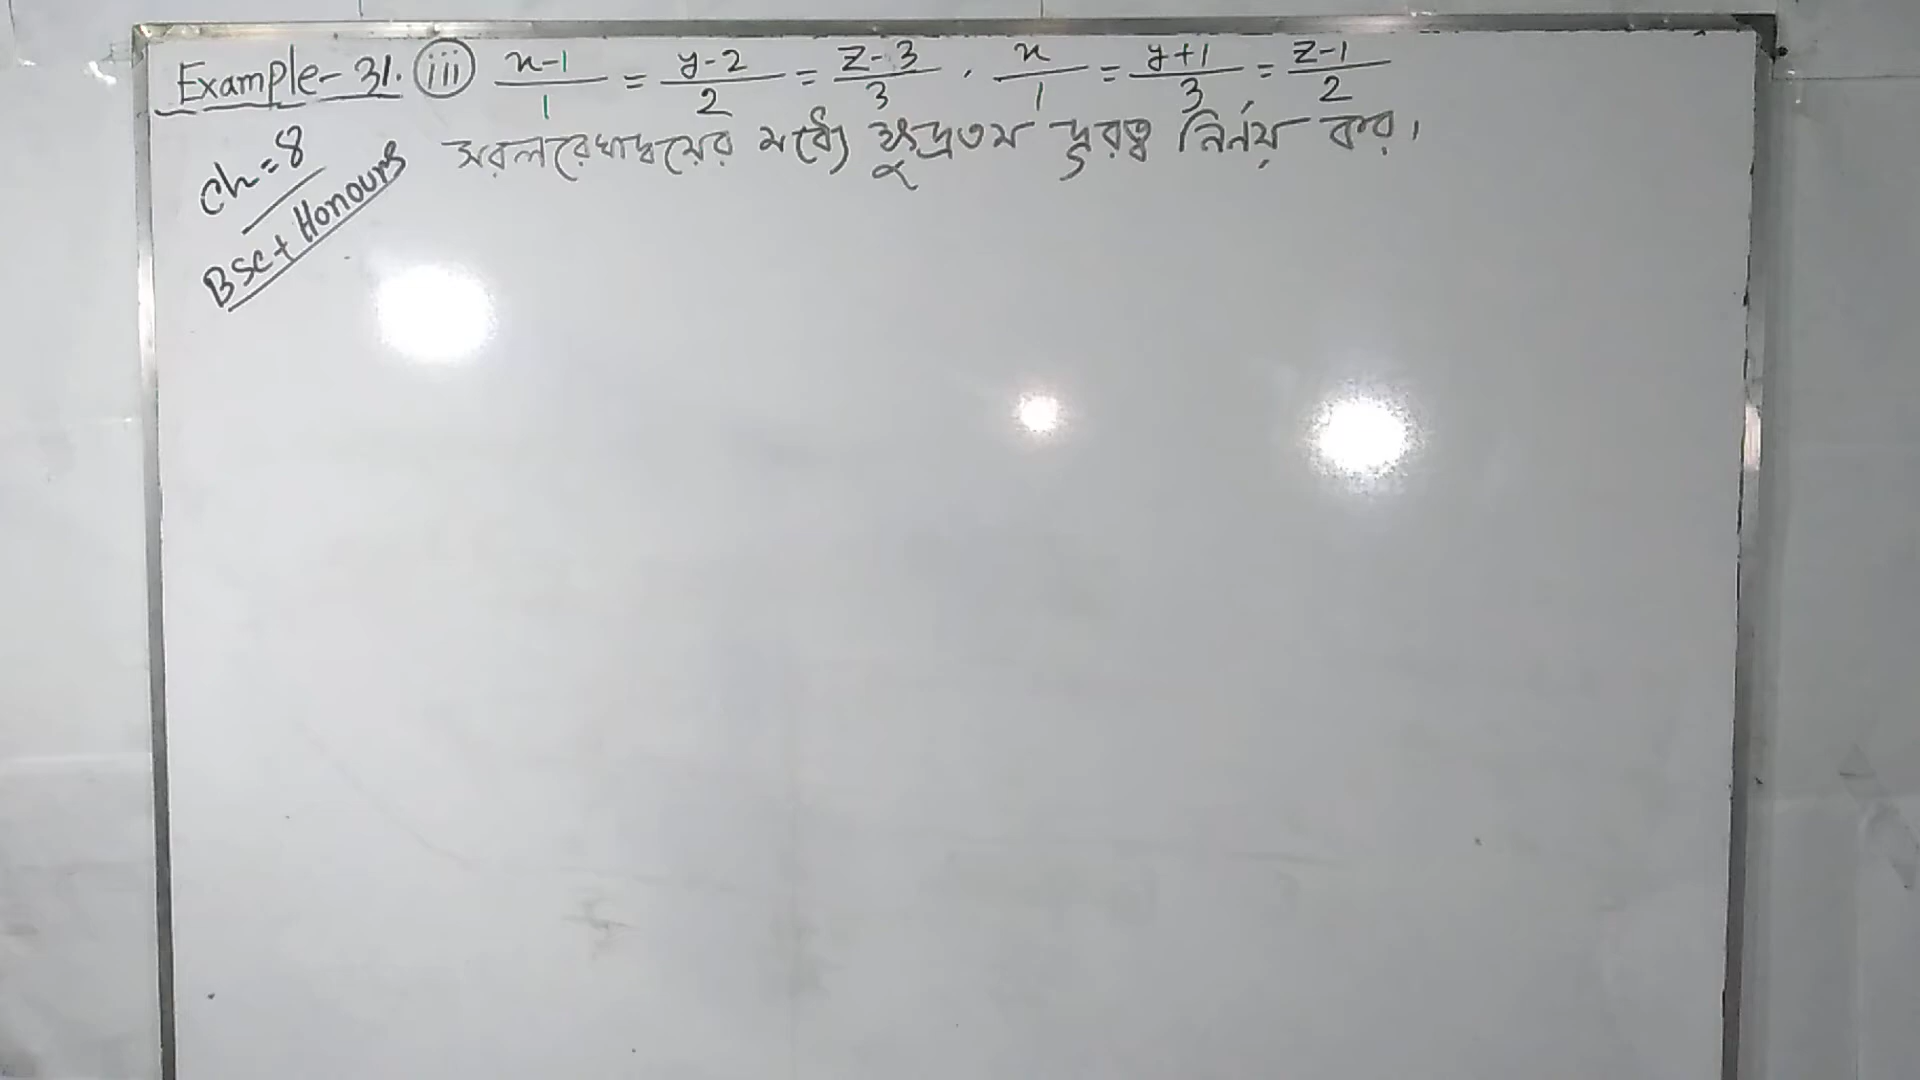 Example-31. (iii) x-1/1 = y-2/2 = z-3/3, x/1 = y+1/3 = z-1/2
সরলরেখাদ্বয়ের মধ্যে ক্ষুদ্রতম দূরত্ব নির্নয় কর।
ch=8
BSc+Honours